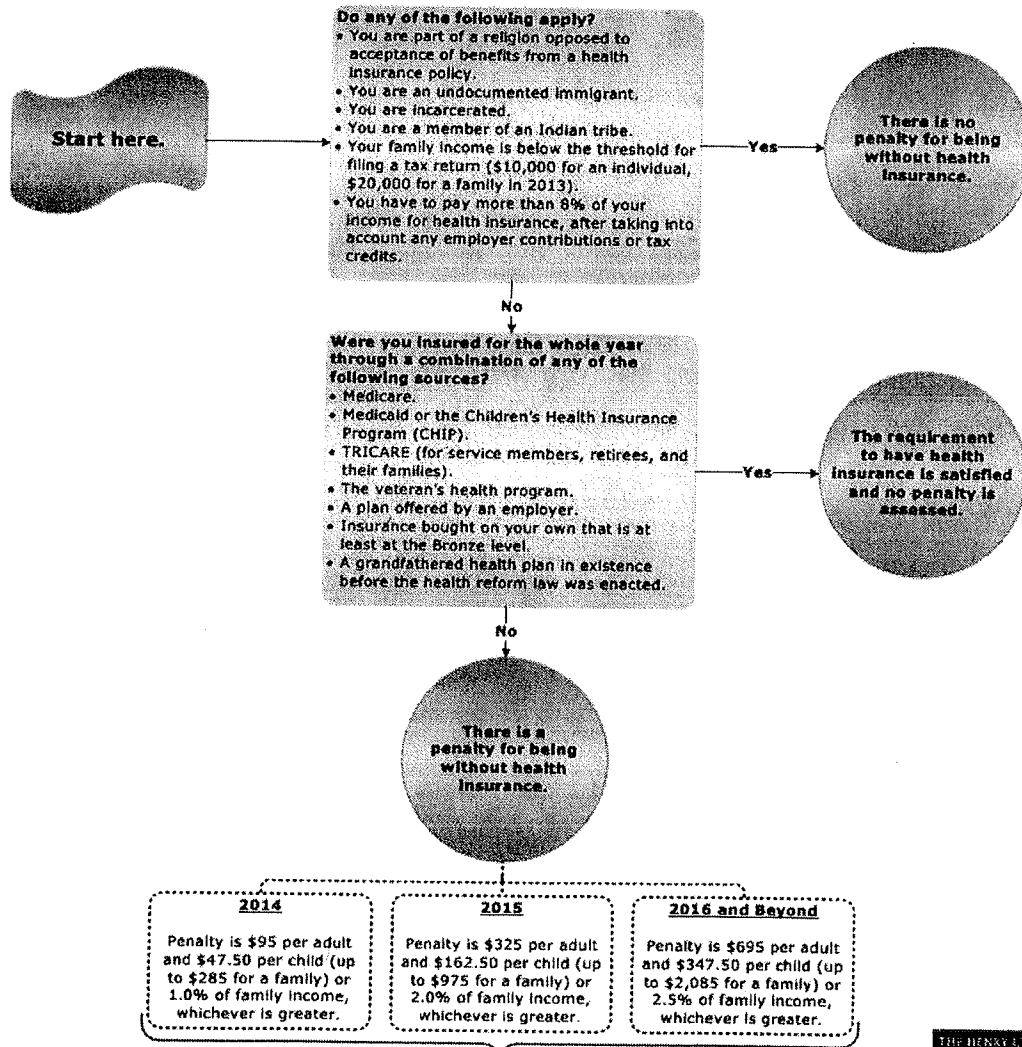 Start here.
Do any of the following apply?
• You are part of a religion opposed to
acceptance of benefits from a health
insurance policy.
• You are an undocumented immigrant.
• You are incarcerated.
• You are a member of an Indian tribe.
• Your family income is below the threshold for
filing a tax return ($10,000 for an individual,
$20,000 for a family in 2013).
• You have to pay more than 8% of your
income for health insurance, after taking into
account any employer contributions or tax
credits.
Yes
There is no
penalty for being
without health
insurance.
No
Were you insured for the whole year
through a combination of any of the
following sources?
• Medicare.
• Medicaid or the Children's Health Insurance
Program (CHIP).
• TRICARE (for service members, retirees, and
their families).
• The veteran's health program.
• A plan offered by an employer.
• Insurance bought on your own that is at
least at the Bronze level.
• A grandfathered health plan in existence
before the health reform law was enacted.
Yes
The requirement
to have health
insurance is satisfied
and no penalty is
assessed.
No
There is a
penalty for being
without health
insurance.
2014
Penalty is $95 per adult
and $47.50 per child (up
to $285 for a family) or
1.0% of family income,
whichever is greater.
2015
Penalty is $325 per adult
and $162.50 per child (up
to $975 for a family) or
2.0% of family income,
whichever is greater.
2016 and Beyond
Penalty is $695 per adult
and $347.50 per child (up
to $2,085 for a family) or
2.5% of family income,
whichever is greater.
THE HENRY